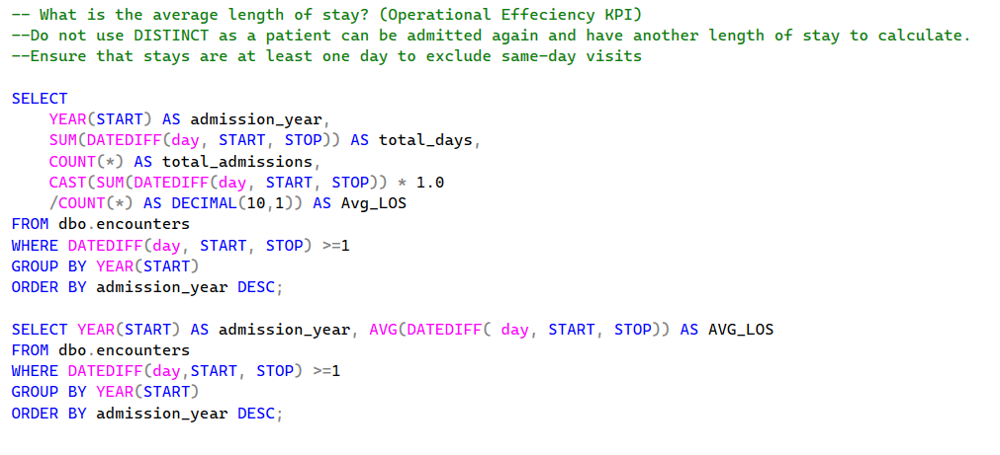 -- What is the average length of stay? (Operational Effeciency KPI)
--Do not use DISTINCT as a patient can be admitted again and have another length of stay to calculate.
--Ensure that stays are at least one day to exclude same-day visits
SELECT
    YEAR(START) AS admission_year,
    SUM(DATEDIFF(day, START, STOP)) AS total_days,
    COUNT(*) AS total_admissions,
    CAST(SUM(DATEDIFF(day, START, STOP)) * 1.0
    /COUNT(*) AS DECIMAL(10,1)) AS Avg_LOS
FROM dbo.encounters
WHERE DATEDIFF(day, START, STOP) >=1
GROUP BY YEAR(START)
ORDER BY admission_year DESC;
SELECT YEAR(START) AS admission_year, AVG(DATEDIFF( day, START, STOP)) AS AVG_LOS
FROM dbo.encounters
WHERE DATEDIFF(day,START, STOP) >=1
GROUP BY YEAR(START)
ORDER BY admission_year DESC;